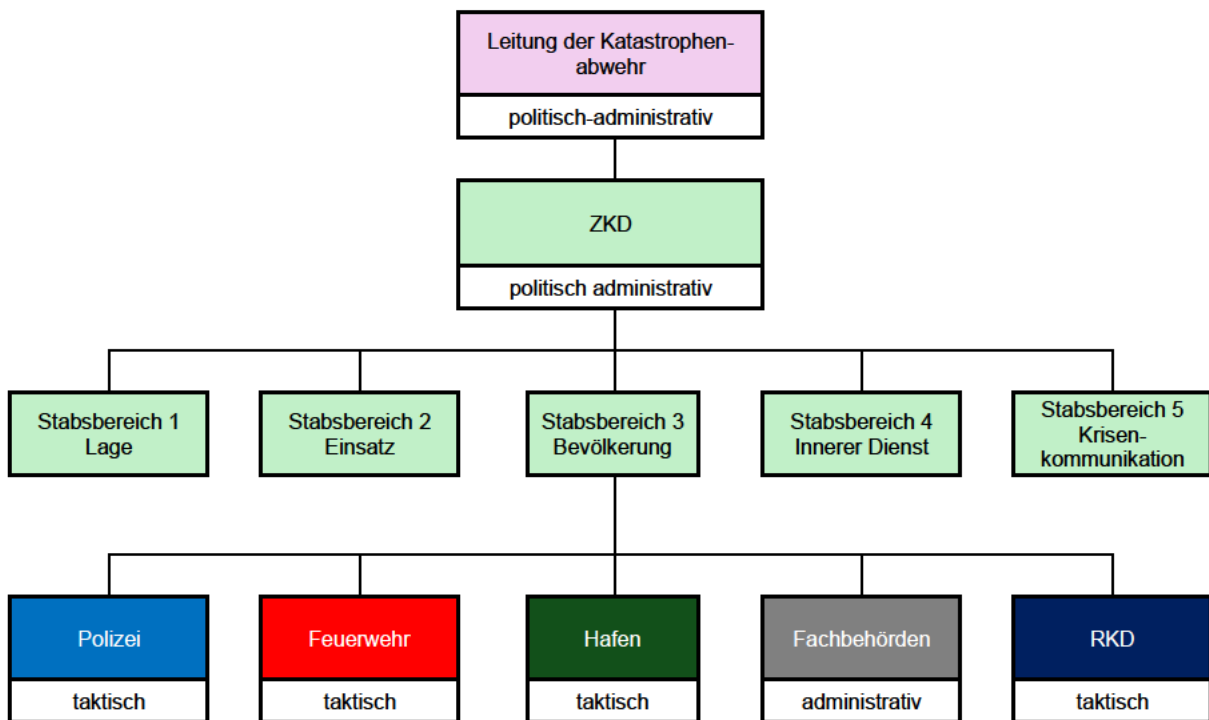 Leitung der Katastrophen-
abwehr
politisch-administrativ
ZKD
politisch administrativ
Stabsbereich 1
Lage
Stabsbereich 2
Einsatz
Stabsbereich 3
Bevölkerung
Stabsbereich 4
Innerer Dienst
Stabsbereich 5
Krisen-
kommunikation
Polizei
taktisch
Feuerwehr
taktisch
Hafen
taktisch
Fachbehörden
administrativ
RKD
taktisch